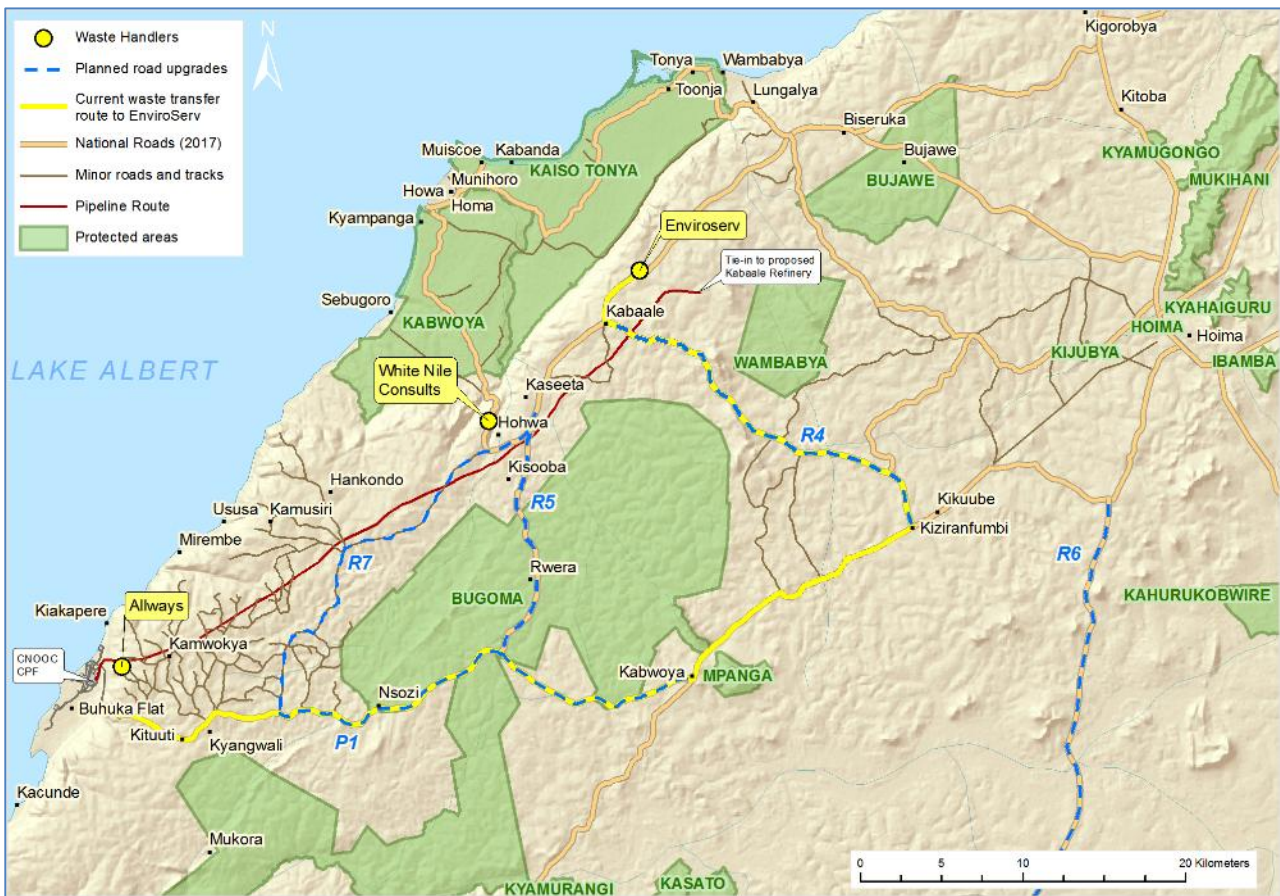 Waste Handlers
Planned road upgrades
Current waste transfer
route to EnviroServ
National Roads (2017)
Minor roads and tracks
Pipeline Route
Protected areas
N
Kigorobya
Tonya
Wambabya
Toonja
Lungalya
Kitoba
Biseruka
Muiscoe
Kabanda
Bujawe
KYAMUGONGO
KAISO TONYA
MUKIHANI
Munihoro
BUJAWE
Howa
Homa
Kyampanga
Enviroserv
Tie-in to proposed
Kabaale Refinery
Sebugoro
KABWOYA
Kabaale
KYAHAIGURU
HOIMA
Hoima
LAKE ALBERT
WAMBABYA
KIJUBYA
IBAMBA
White Nile
Consults
Kaseeta
Hohwa
R4
Kisooba
Hankondo
R5
Kikuube
Ususa
Kamusiri
Kiziranfumbi
Mirembe
R7
R6
Rwera
BUGOMA
KAHURUKOBWIRE
Kiakapere
Allways
Kamwokya
CNOOC
CPF
Kabwoya
MPANGA
Buhuka Flat
Nsozi
Kituuti
Kyangwali
P1
Kacunde
Mukora
0 5 10 20 Kilometers
KYAMURANGI
KASATO